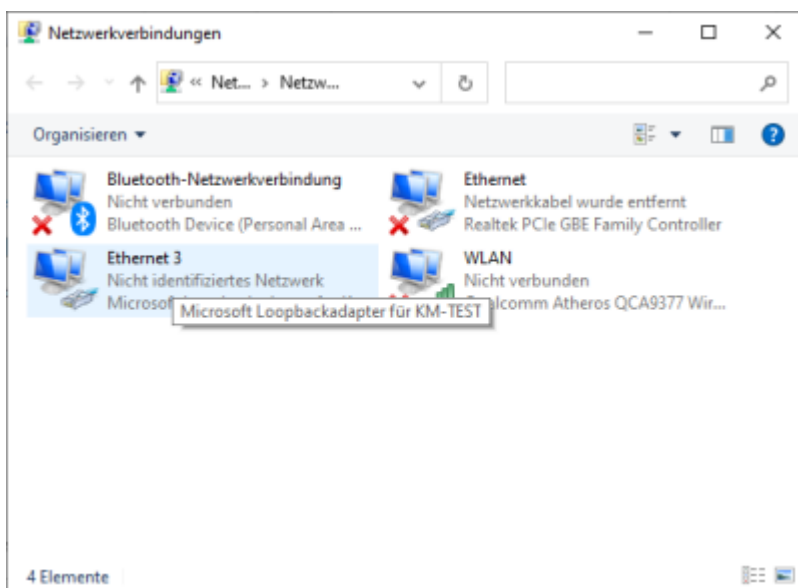 Netzwerkverbindungen
« Net... › Netzw...
Organisieren
Bluetooth-Netzwerkverbindung
Nicht verbunden
Bluetooth Device (Personal Area ...
Ethernet
Netzwerkkabel wurde entfernt
Realtek PCIe GBE Family Controller
Ethernet 3
Nicht identifiziertes Netzwerk
Microsoft Loopbackadapter für KM-TEST
WLAN
Nicht verbunden
Atheros QCA9377 Wir...
4 Elemente